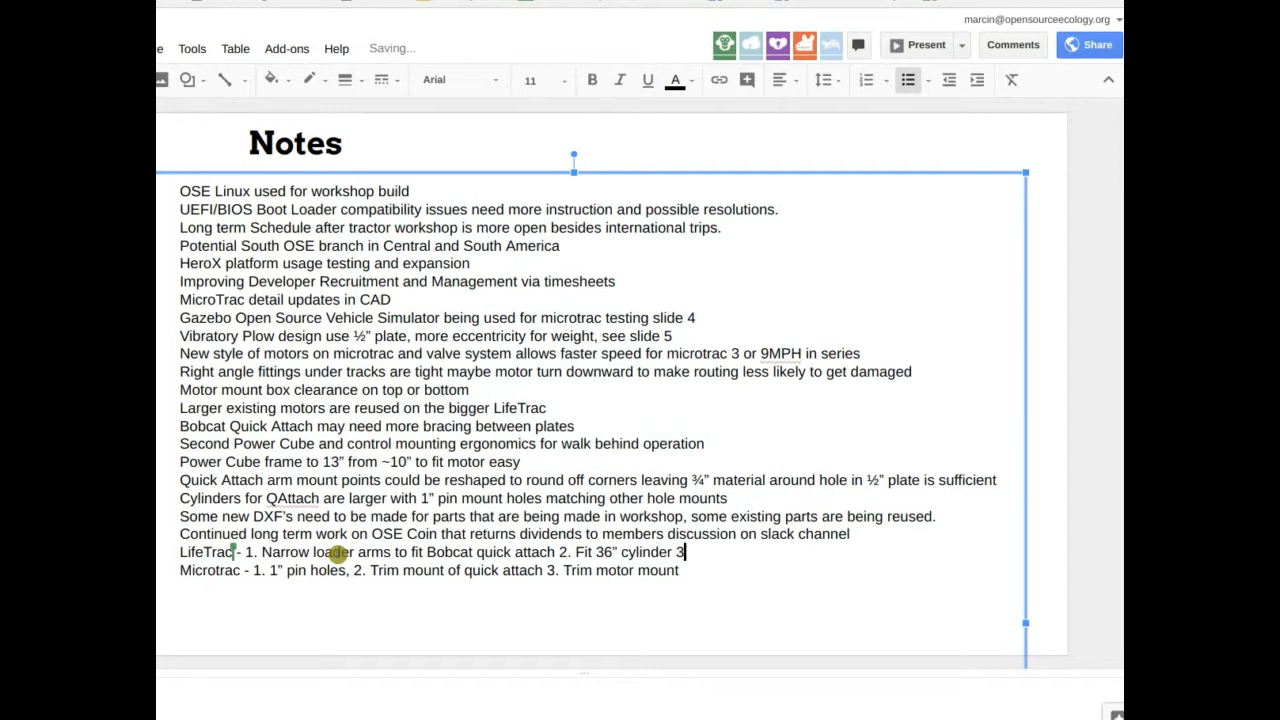 marcin@opensourceecology.org
e Tools Table Add-ons Help Saving... Present Comments Share
Arial 11 B I U A
Notes
OSE Linux used for workshop build
UEFI/BIOS Boot Loader compatibility issues need more instruction and possible resolutions.
Long term Schedule after tractor workshop is more open besides international trips.
Potential South OSE branch in Central and South America
HeroX platform usage testing and expansion
Improving Developer Recruitment and Management via timesheets
MicroTrac detail updates in CAD
Gazebo Open Source Vehicle Simulator being used for microtrac testing slide 4
Vibratory Plow design use ½” plate, more eccentricity for weight, see slide 5
New style of motors on microtrac and valve system allows faster speed for microtrac 3 or 9MPH in series
Right angle fittings under tracks are tight maybe motor turn downward to make routing less likely to get damaged
Motor mount box clearance on top or bottom
Larger existing motors are reused on the bigger LifeTrac
Bobcat Quick Attach may need more bracing between plates
Second Power Cube and control mounting ergonomics for walk behind operation
Power Cube frame to 13” from ~10” to fit motor easy
Quick Attach arm mount points could be reshaped to round off corners leaving ¾” material around hole in ½” plate is sufficient
Cylinders for QAttach are larger with 1” pin mount holes matching other hole mounts
Some new DXF’s need to be made for parts that are being made in workshop, some existing parts are being reused.
Continued long term work on OSE Coin that returns dividends to members discussion on slack channel
LifeTrac - 1. Narrow loader arms to fit Bobcat quick attach 2. Fit 36” cylinder 3
Microtrac - 1. 1” pin holes, 2. Trim mount of quick attach 3. Trim motor mount